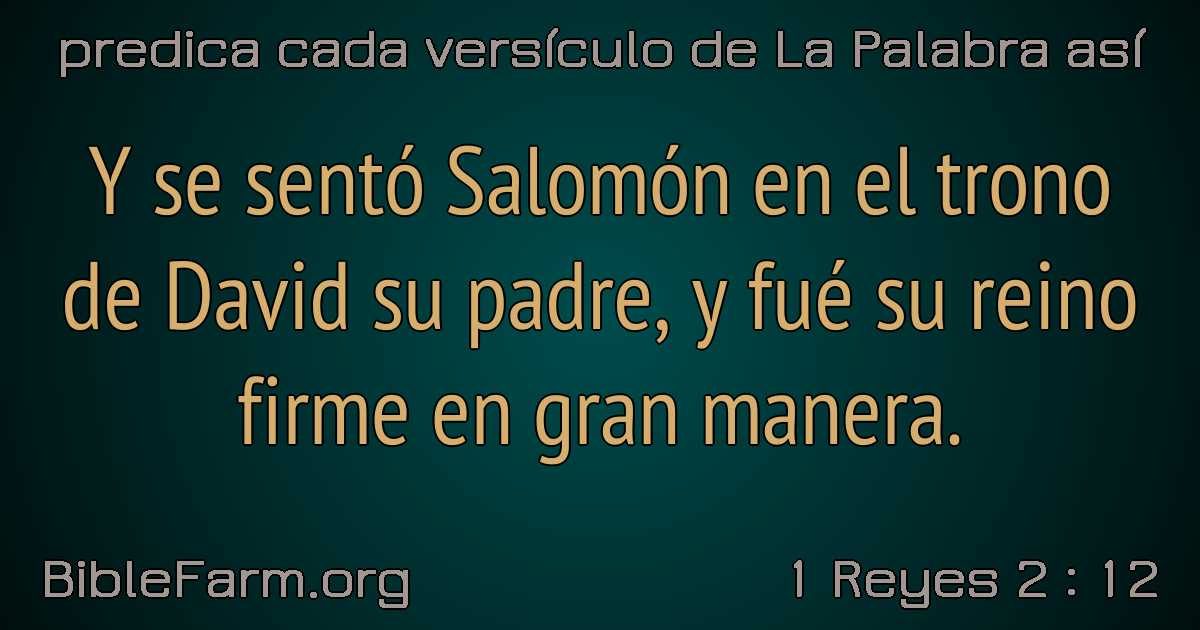 predica cada versículo de La Palabra así
Y se sentó Salomón en el trono
de David su padre, y fué su reino
firme en gran manera.
BibleFarm.org
1 Reyes 2 : 12